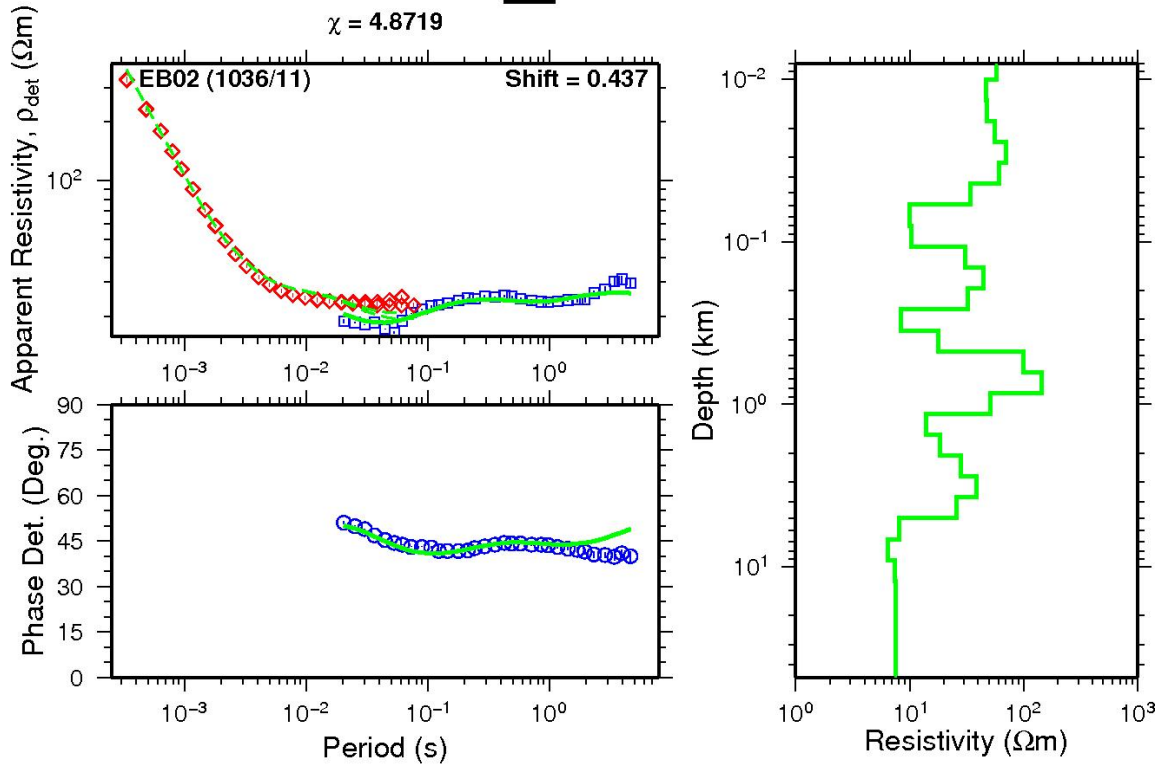 χ = 4.8719
EB02 (1036/11)
Shift = 0.437
Apparent Resistivity, ρdet (Ωm)
10²
10⁻³ 10⁻² 10⁻¹ 10⁰
Phase Det. (Deg.)
90
75
60
45
30
15
0
10⁻³ 10⁻² 10⁻¹ 10⁰
Period (s)
Depth (km)
10⁻²
10⁻¹
10⁰
10¹
10⁰ 10¹ 10² 10³
Resistivity (Ωm)